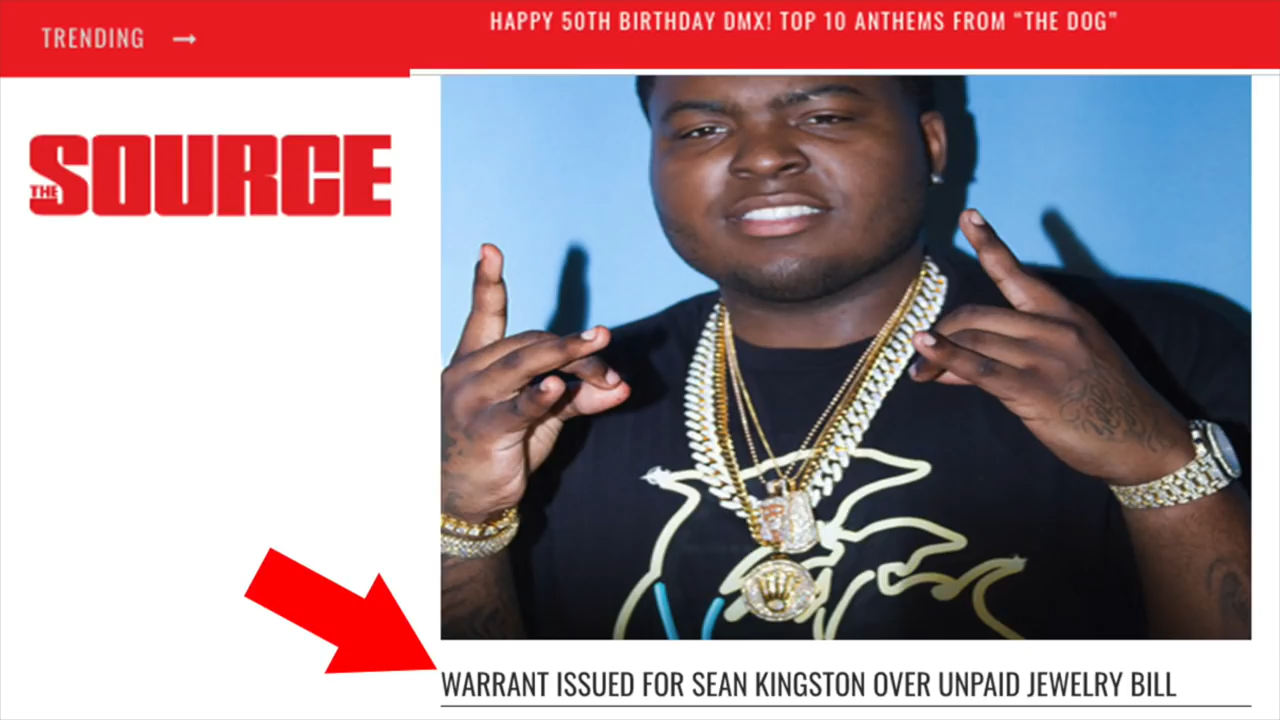 TRENDING →
HAPPY 50TH BIRTHDAY DMX! TOP 10 ANTHEMS FROM “THE DOG”
THE SOURCE
WARRANT ISSUED FOR SEAN KINGSTON OVER UNPAID JEWELRY BILL